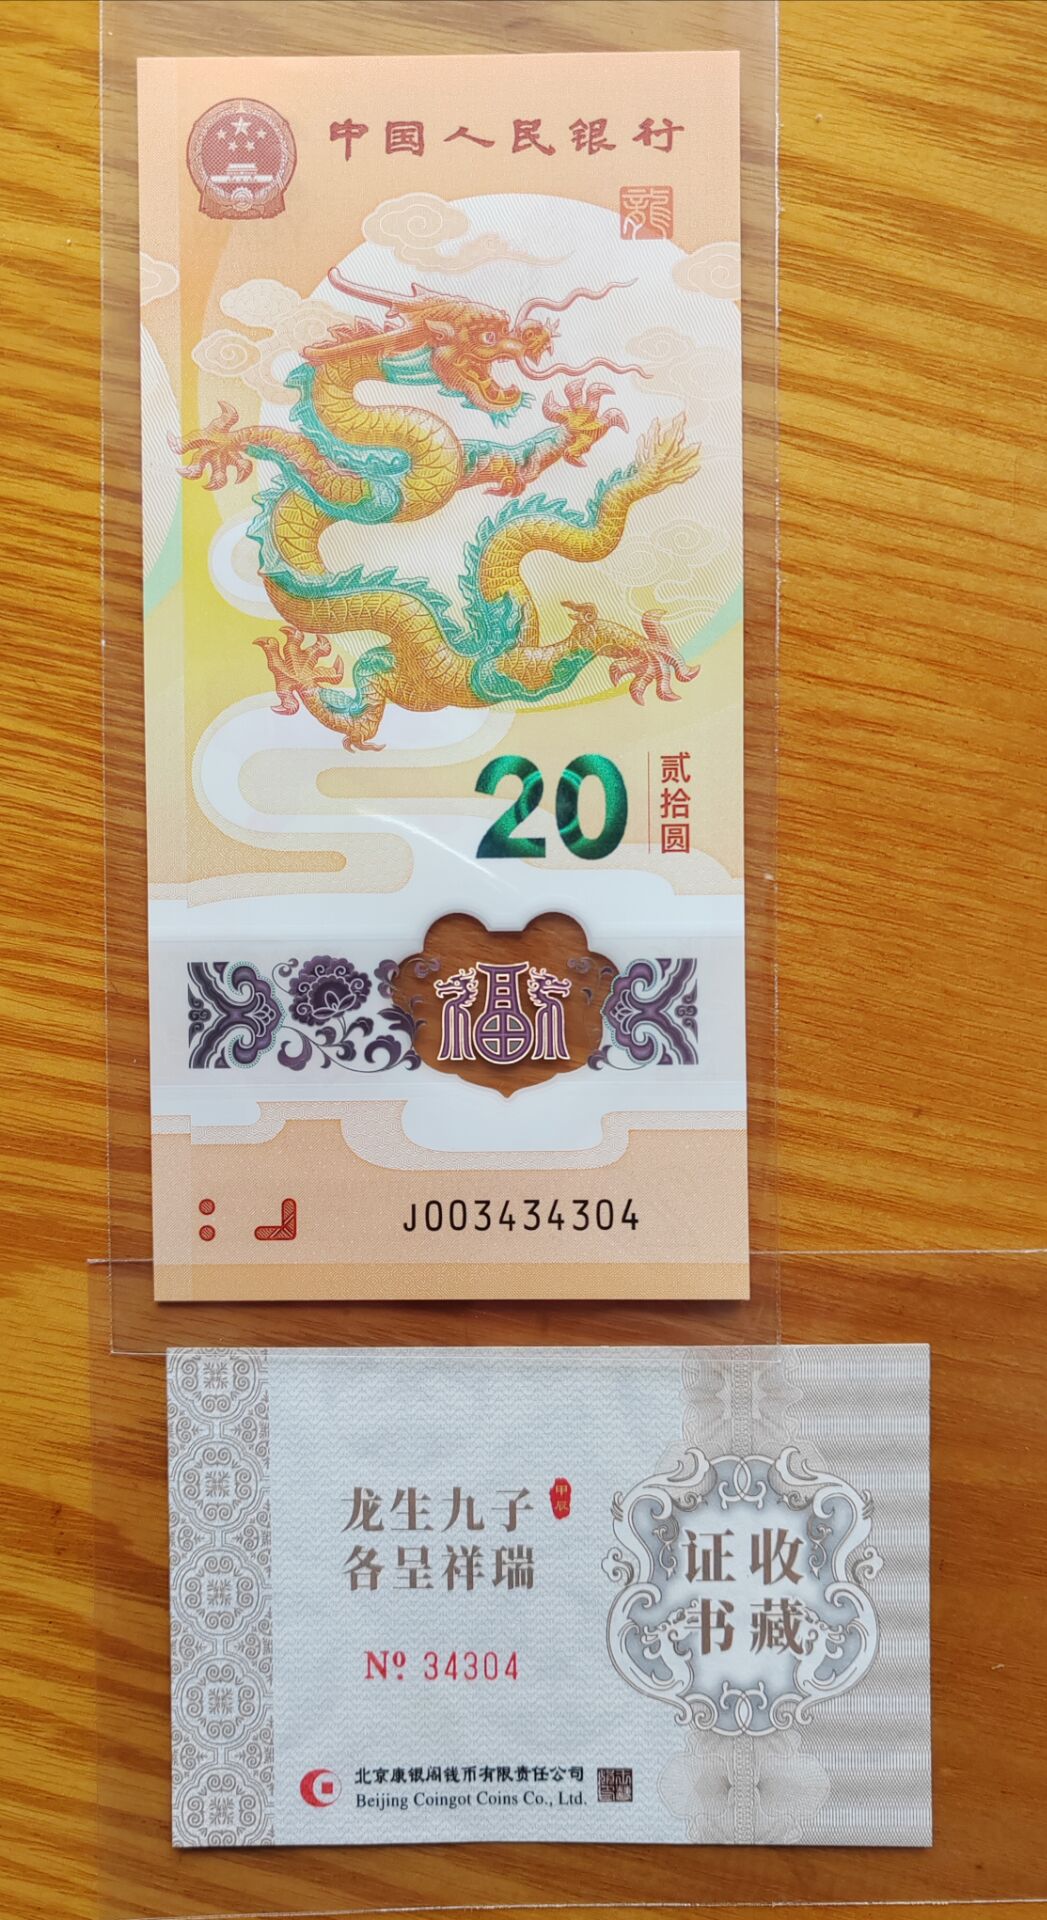 中国人民银行
龍
20
贰拾圆
福
J003434304
龙生九子
甲辰
各呈祥瑞
Nº 34304
收藏
证书
北京康银阁钱币有限责任公司
Beijing Coingot Coins Co., Ltd.